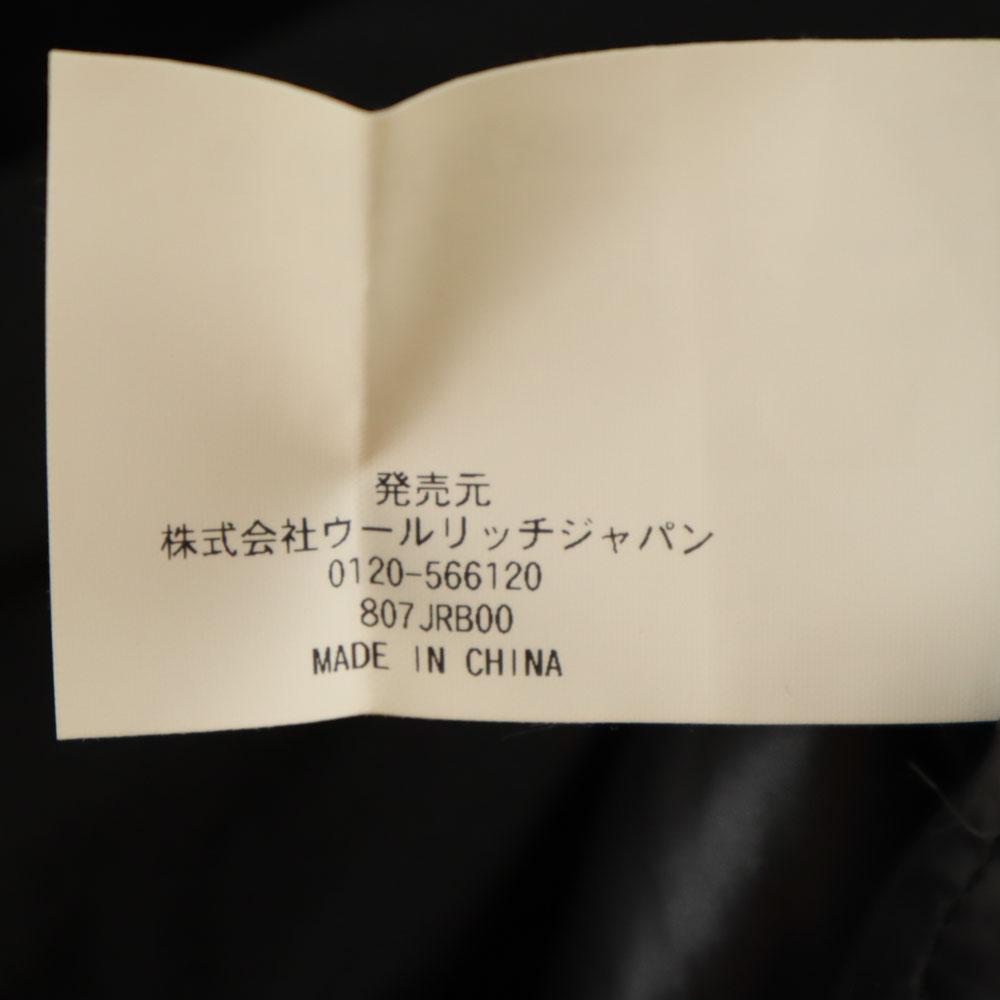 発売元
株式会社ウールリッチジャパン
0120-566120
807JRB00
MADE IN CHINA